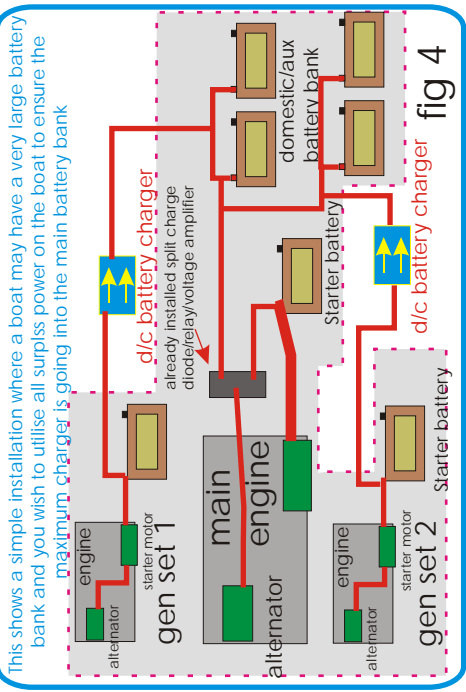 This shows a simple installation where a boat may have a very large battery
bank and you wish to utilise all surplss power on the boat to ensure the
maximum charger is going into the main battery bank
engine
alternator
starter motor
gen set 1
d/c battery charger
already installed split charge
diode/relay/voltage amplifier
domestic/aux
battery bank
main
engine
alternator
Starter battery
engine
alternator
starter motor
gen set 2
Starter battery
d/c battery charger
fig 4